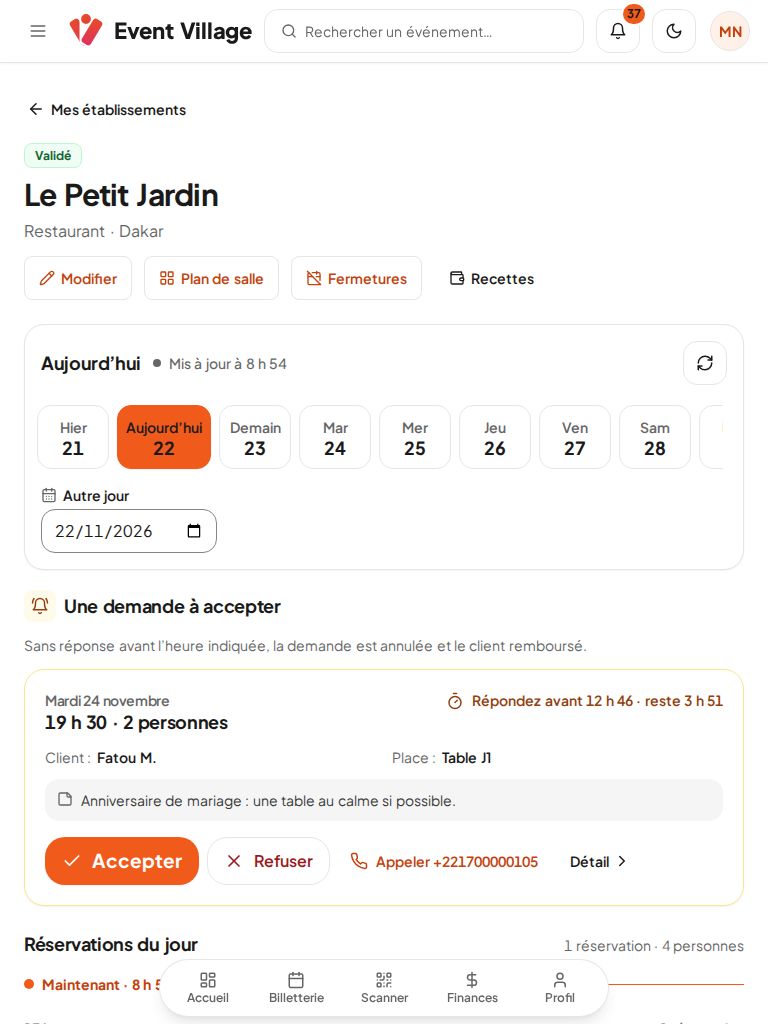 Event Village
Rechercher un événement…
37
MN
Mes établissements
Validé
Le Petit Jardin
Restaurant · Dakar
Modifier
Plan de salle
Fermetures
Recettes
Aujourd’hui
Mis à jour à 8 h 54
Hier
21
Aujourd’hui
22
Demain
23
Mar
24
Mer
25
Jeu
26
Ven
27
Sam
28
Autre jour
22/11/2026
Une demande à accepter
Sans réponse avant l’heure indiquée, la demande est annulée et le client remboursé.
Mardi 24 novembre
Répondez avant 12 h 46 · reste 3 h 51
19 h 30 · 2 personnes
Client : Fatou M.
Place : Table J1
Anniversaire de mariage : une table au calme si possible.
Accepter
Refuser
Appeler +221700000105
Détail
Réservations du jour
1 réservation · 4 personnes
Maintenant · 8 h
Accueil
Billetterie
Scanner
Finances
Profil